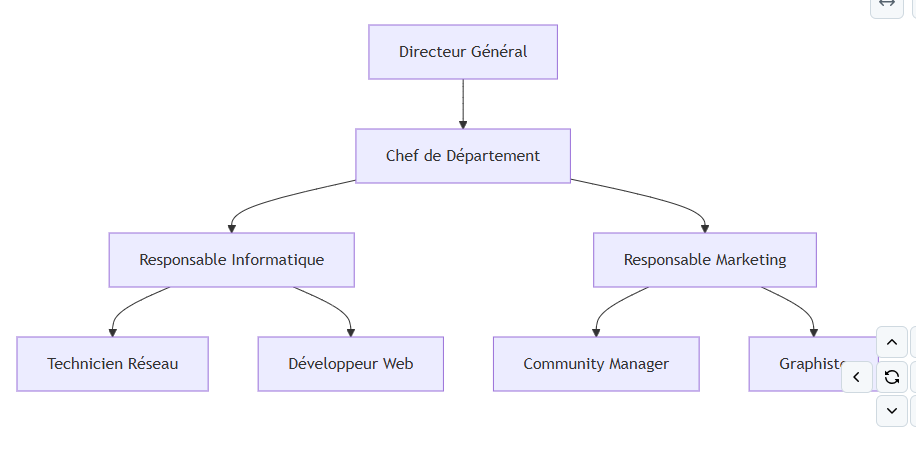 Directeur Général
Chef de Département
Responsable Informatique
Responsable Marketing
Technicien Réseau
Développeur Web
Community Manager
Graphiste